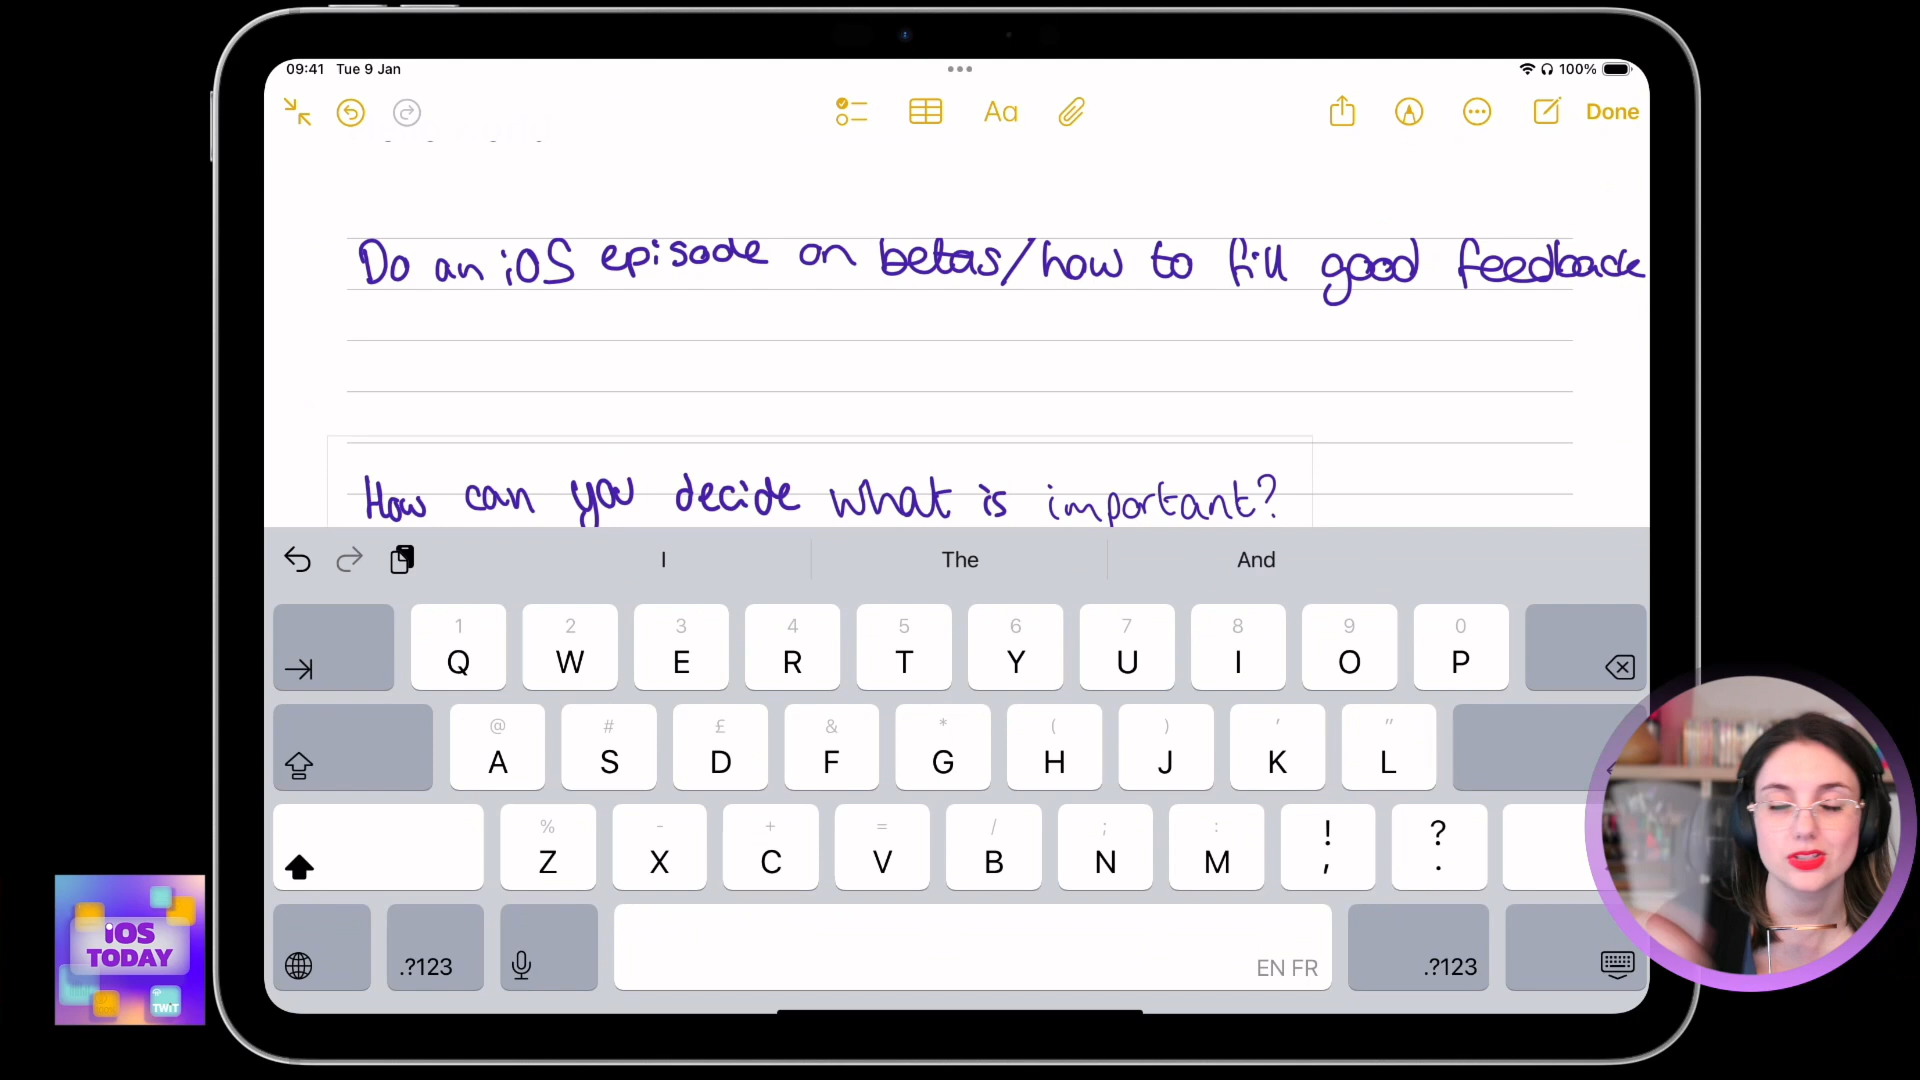 09:41 Tue 9 Jan
100%
Aa
Done
Do an iOS episode on betas/how to fill good feedback
How can you decide what is important?
I The And
1 2 3 4 5 6 7 8 9 0
Q W E R T Y U I O P
@ # £ & * ( ) ' "
A S D F G H J K L
% - + = / ; : ! ?
Z X C V B N M , .
.?123 EN FR .?123
iOS
TODAY
TWiT